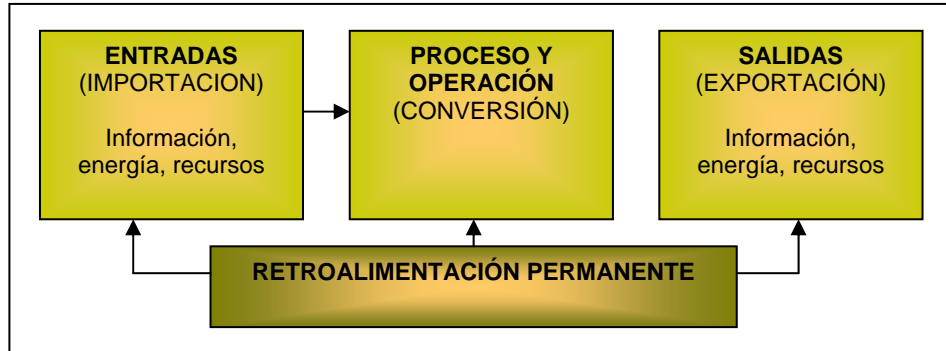 ENTRADAS
(IMPORTACION)
Información,
energía, recursos
PROCESO Y
OPERACIÓN
(CONVERSIÓN)
SALIDAS
(EXPORTACIÓN)
Información,
energía, recursos
RETROALIMENTACIÓN PERMANENTE